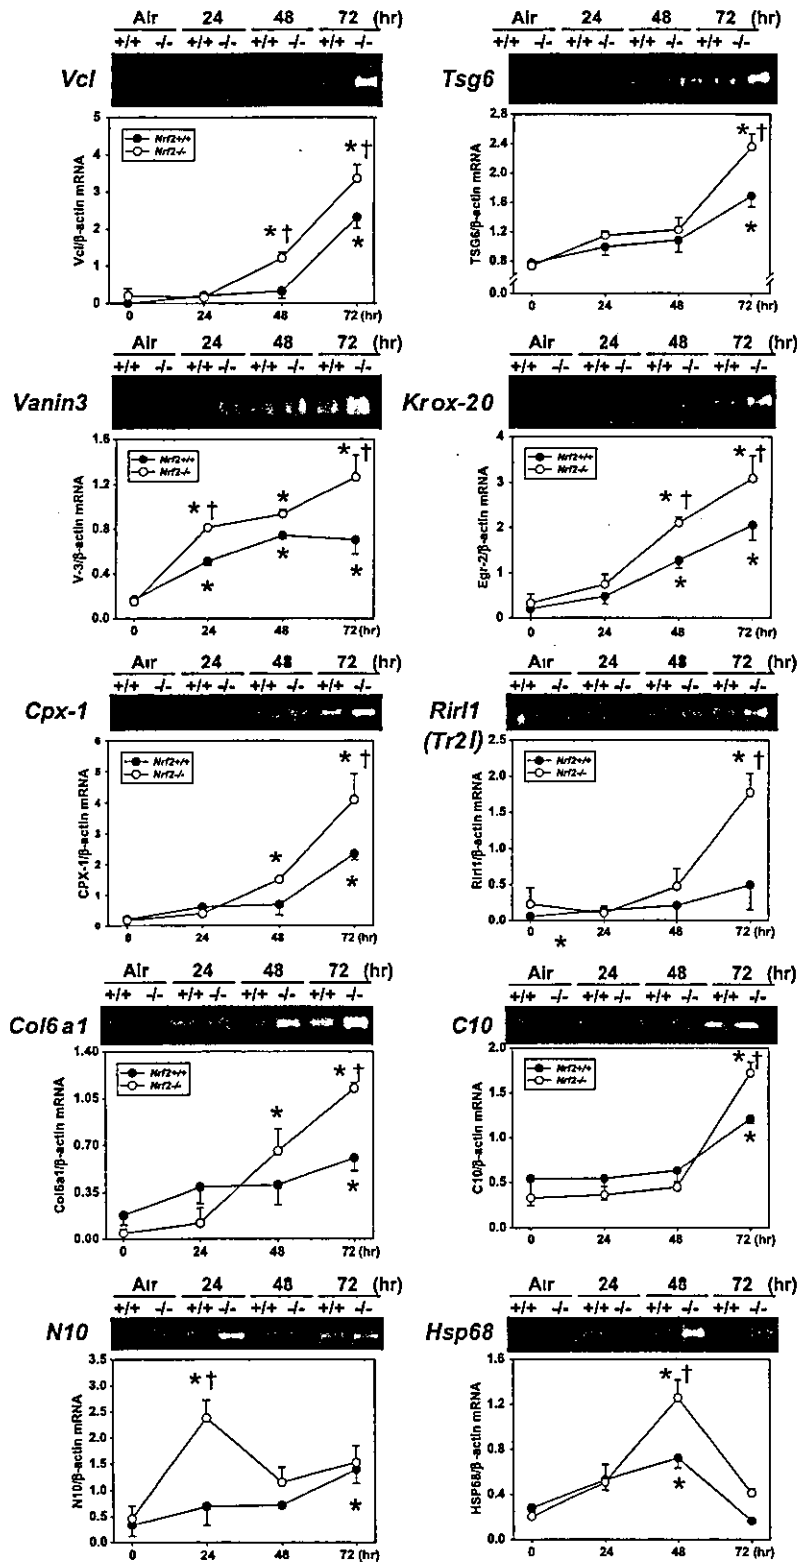 Air 24 48 72 (hr)
+/+ -/- +/+ -/- +/+ -/- +/+ -/-
Vcl
5
4
3
2
1
0
Vcl/β-actin mRNA
Nrf2+/+
Nrf2-/-
* †
* †
*
0 24 48 72 (hr)
Air 24 48 72 (hr)
+/+ -/- +/+ -/- +/+ -/- +/+ -/-
Tsg6
2.8
2.4
1.6
1.2
0.8
0.0
TSG6/β-actin mRNA
Nrf2+/+
Nrf2-/-
* †
*
0 24 48 72 (hr)
Air 24 48 72 (hr)
+/+ -/- +/+ -/- +/+ -/- +/+ -/-
Vanin3
1.6
1.2
0.8
0.4
0.0
V-3/β-actin mRNA
Nrf2+/+
Nrf2-/-
* †
*
* †
*
*
*
0 24 48 72 (hr)
Air 24 48 72 (hr)
+/+ -/- +/+ -/- +/+ -/- +/+ -/-
Krox-20
4
3
2
1
0
Egr-2/β-actin mRNA
Nrf2+/+
Nrf2-/-
* †
* †
*
*
0 24 48 72 (hr)
Air 24 48 72 (hr)
+/+ -/- +/+ -/- +/+ -/- +/+ -/-
Cpx-1
6
5
4
3
2
1
0
CPX-1/β-actin mRNA
Nrf2+/+
Nrf2-/-
* †
*
*
0 24 48 72 (hr)
Air 24 48 72 (hr)
+/+ -/- +/+ -/- +/+ -/- +/+ -/-
Rirl1
(Tr2l)
2.5
2.0
1.5
1.0
0.5
0.0
Rirl1/β-actin mRNA
Nrf2+/+
Nrf2-/-
* †
0 24 48 72 (hr)
*
Air 24 48 72 (hr)
+/+ -/- +/+ -/- +/+ -/- +/+ -/-
Col6a1
1.40
1.05
0.70
0.35
0.00
Col6a1/β-actin mRNA
Nrf2+/+
Nrf2-/-
* †
*
*
0 24 48 72 (hr)
Air 24 48 72 (hr)
+/+ -/- +/+ -/- +/+ -/- +/+ -/-
C10
2.0
1.5
1.0
0.5
0.0
C10/β-actin mRNA
Nrf2+/+
Nrf2-/-
* †
*
0 24 48 72 (hr)
Air 24 48 72 (hr)
+/+ -/- +/+ -/- +/+ -/- +/+ -/-
N10
3.5
3.0
2.5
2.0
1.5
1.0
0.5
0.0
N10/β-actin mRNA
* †
*
0 24 48 72 (hr)
Air 24 48 72 (hr)
+/+ -/- +/+ -/- +/+ -/- +/+ -/-
Hsp68
1.6
1.2
0.8
0.4
0.0
HSP68/β-actin mRNA
* †
*
0 24 48 72 (hr)